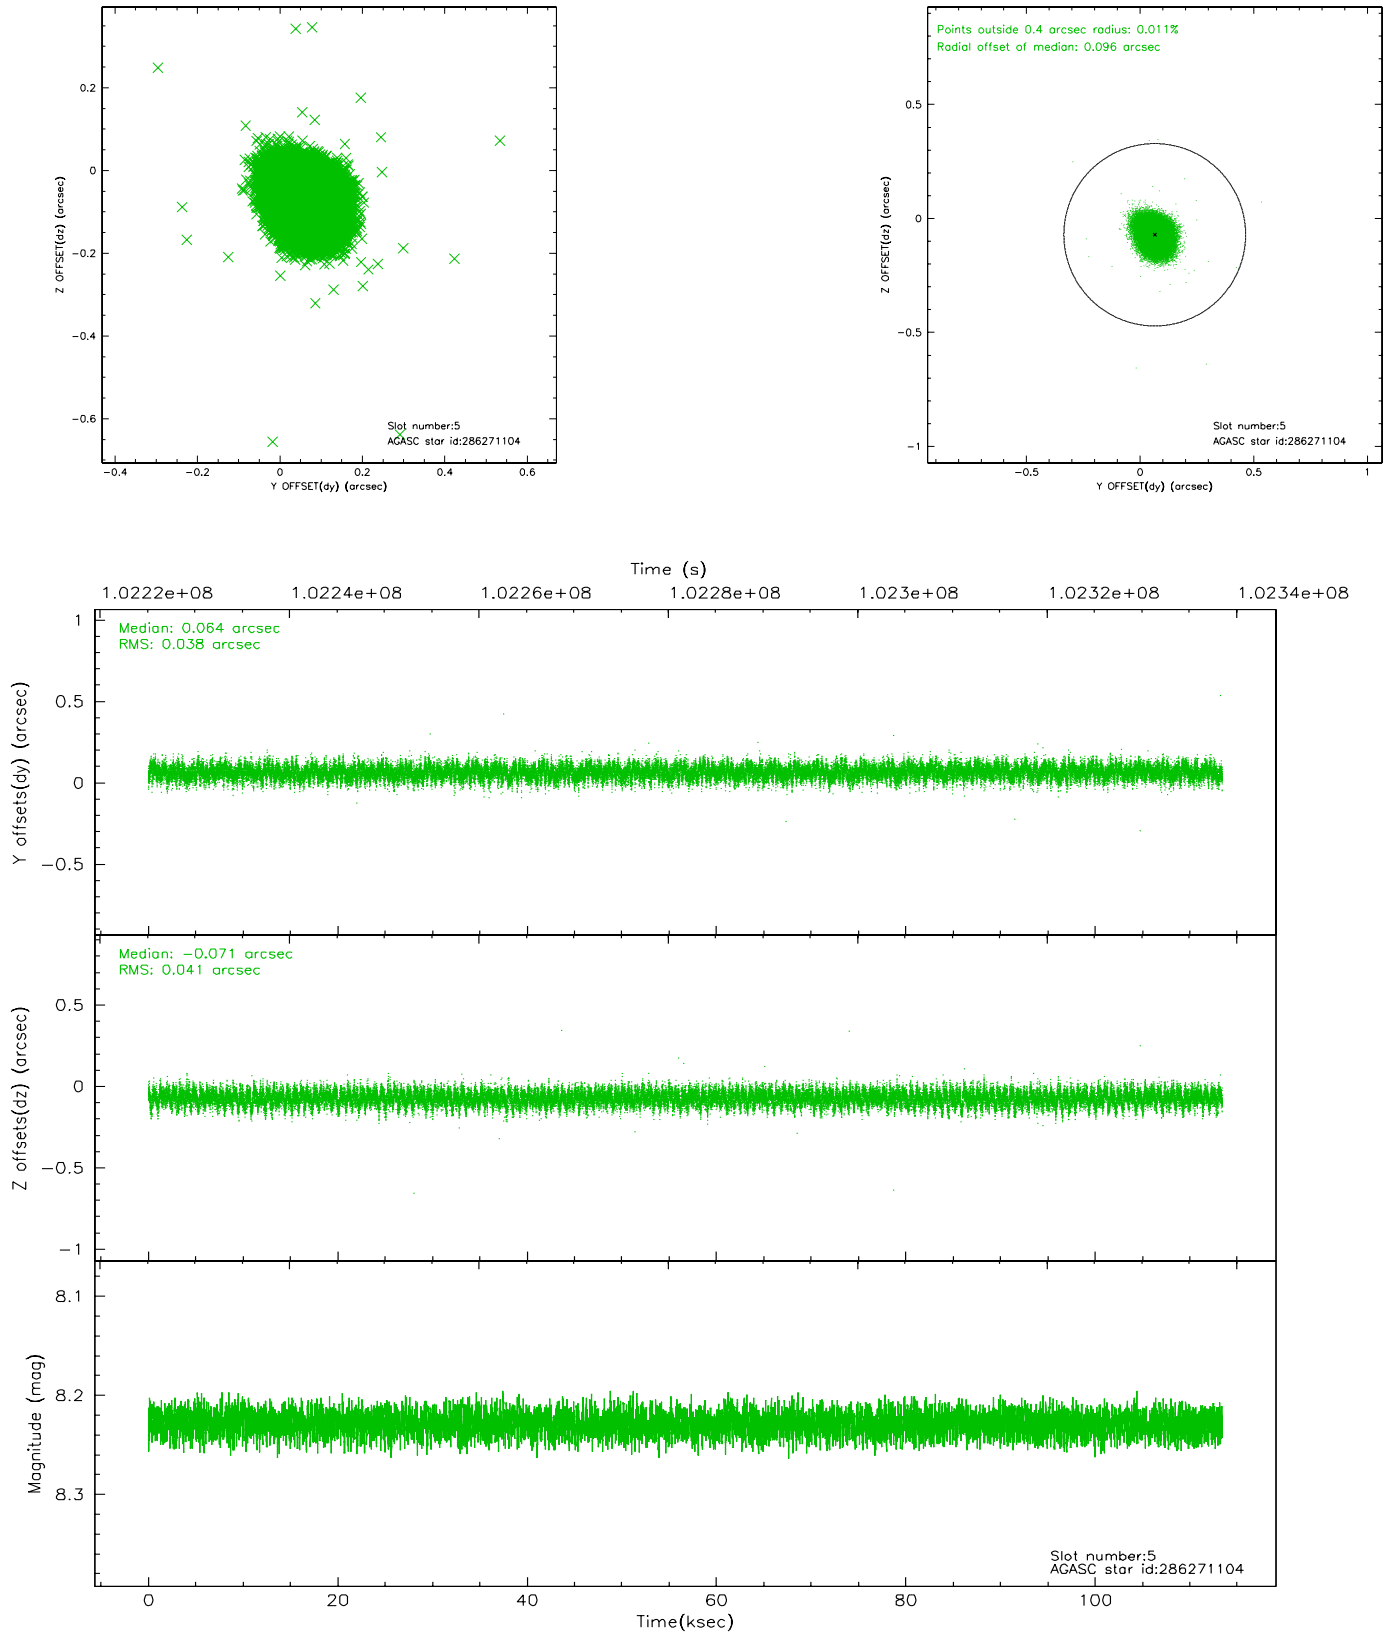 0.2
0
−0.2
−0.4
−0.6
Z OFFSET(dz) (arcsec)
Slot number:5
AGASC star id:286271104
−0.4 −0.2 0 0.2 0.4 0.6
Y OFFSET(dy) (arcsec)
Points outside 0.4 arcsec radius: 0.011%
Radial offset of median: 0.096 arcsec
0.5
0
−0.5
−1
Z OFFSET(dz) (arcsec)
Slot number:5
AGASC star id:286271104
−0.5 0 0.5 1
Y OFFSET(dy) (arcsec)
Time (s)
1.0222e+08 1.0224e+08 1.0226e+08 1.0228e+08 1.023e+08 1.0232e+08 1.0234e+08
Median: 0.064 arcsec
RMS: 0.038 arcsec
1
0.5
0
−0.5
Y offsets(dy) (arcsec)
Median: −0.071 arcsec
RMS: 0.041 arcsec
0.5
0
−0.5
−1
Z offsets(dz) (arcsec)
8.1
8.2
8.3
Magnitude (mag)
Slot number:5
AGASC star id:286271104
0 20 40 60 80 100
Time(ksec)